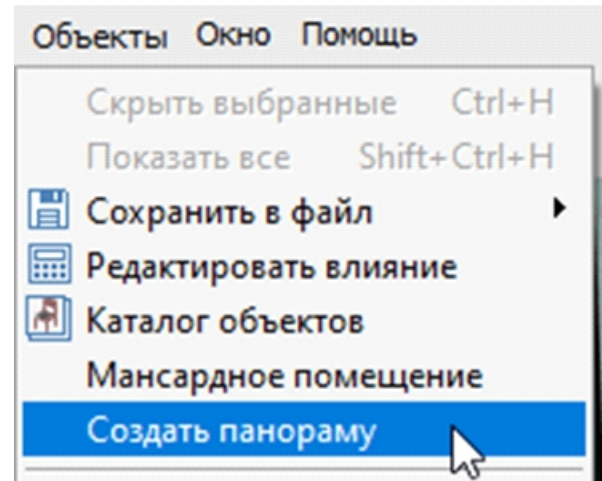 Объекты Окно Помощь
Скрыть выбранные Ctrl+H
Показать все Shift+Ctrl+H
Сохранить в файл
Редактировать влияние
Каталог объектов
Мансардное помещение
Создать панораму